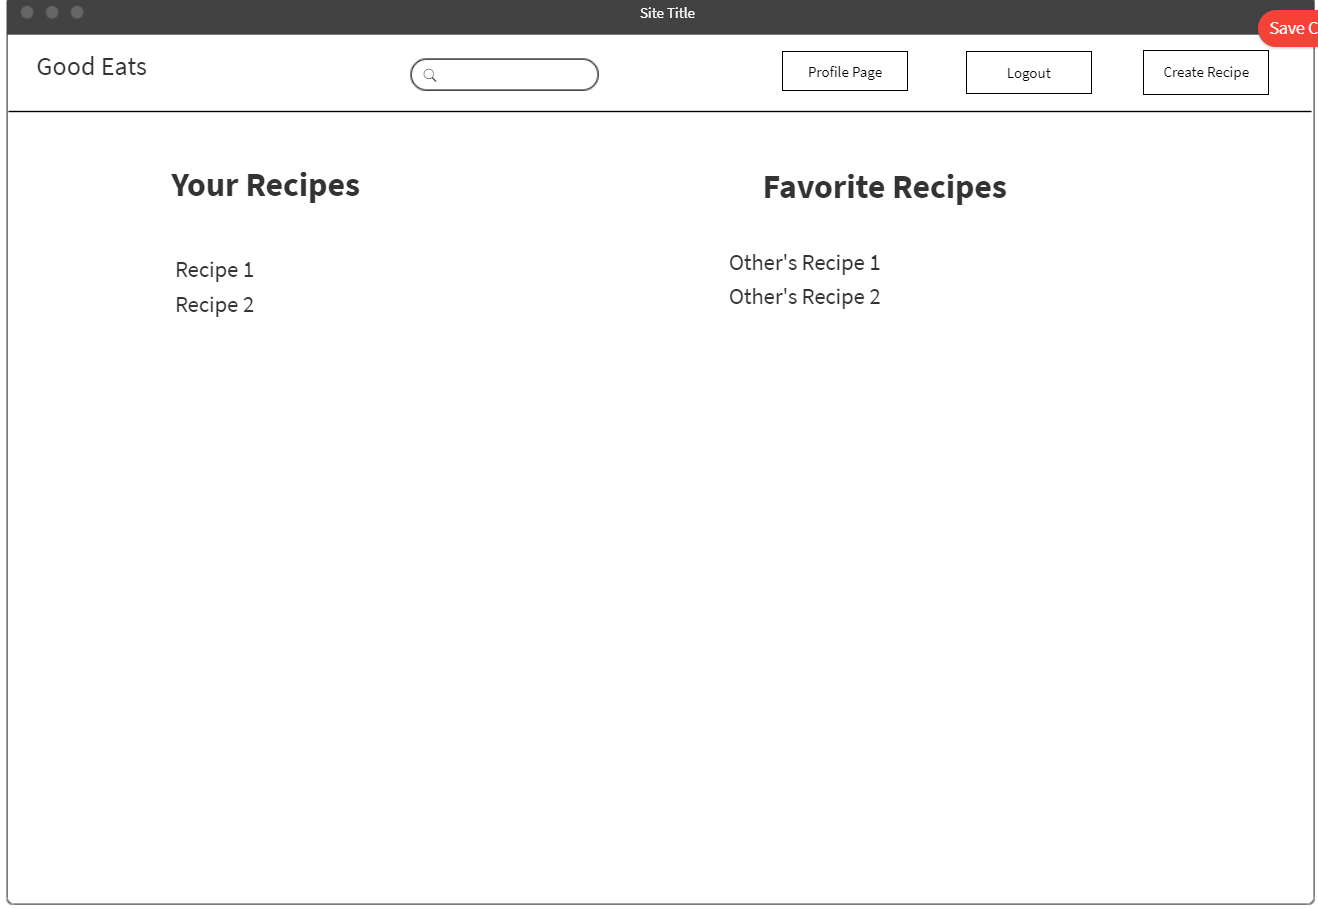 Site Title
Save C
Good Eats
Profile Page
Logout
Create Recipe
Your Recipes
Favorite Recipes
Recipe 1
Recipe 2
Other's Recipe 1
Other's Recipe 2